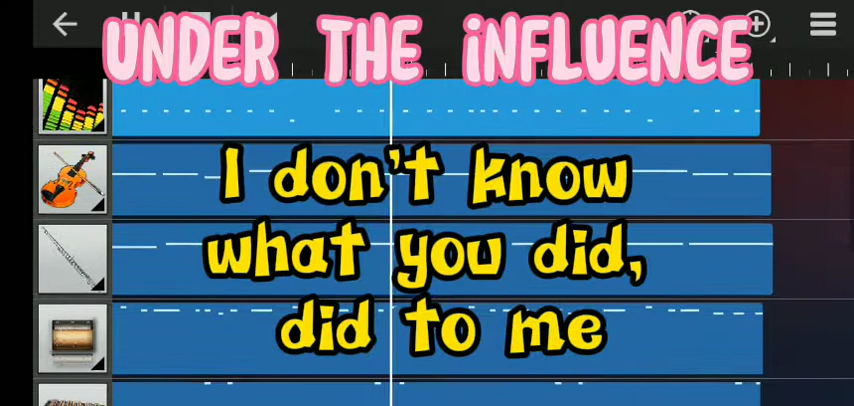 UNDER THE INFLUENCE
I don't know
what you did,
did to me